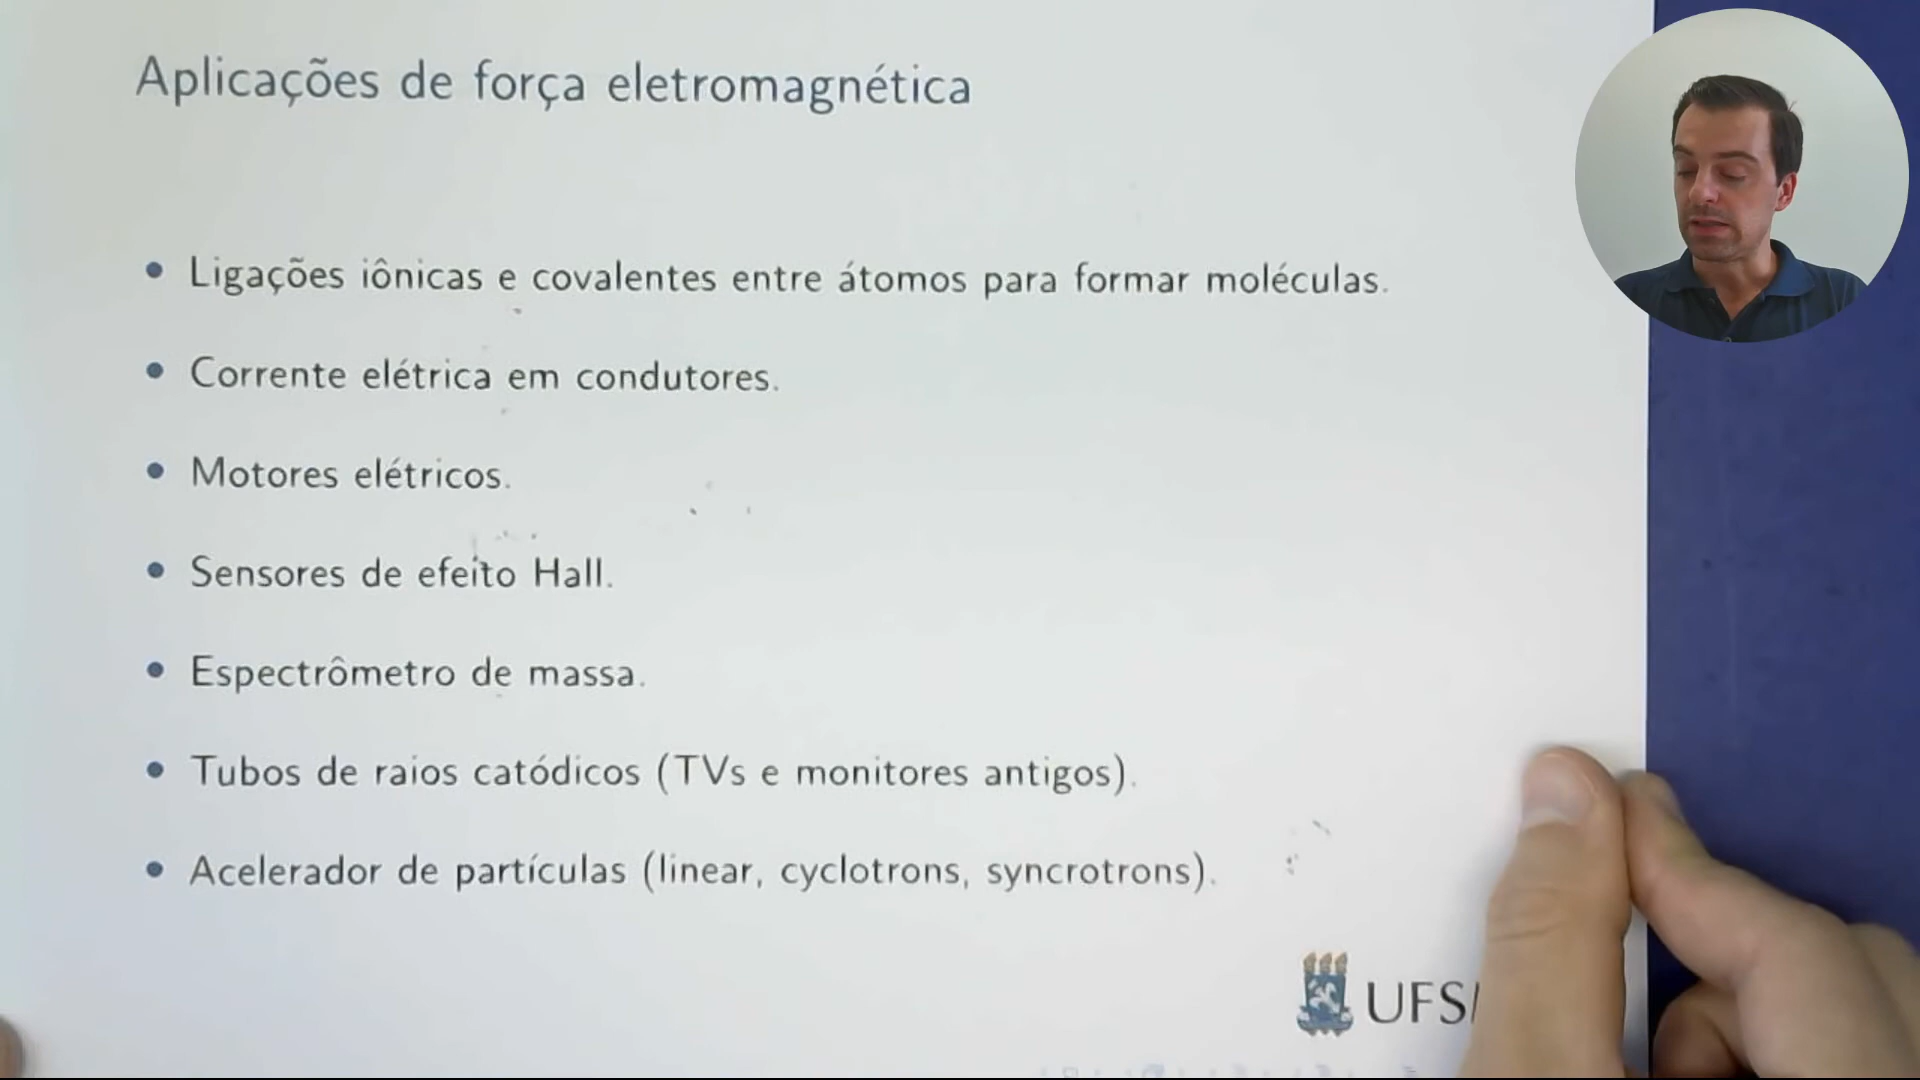 Aplicações de força eletromagnética
• Ligações iônicas e covalentes entre átomos para formar moléculas.
• Corrente elétrica em condutores.
• Motores elétricos.
• Sensores de efeito Hall.
• Espectrômetro de massa.
• Tubos de raios catódicos (TVs e monitores antigos).
• Acelerador de partículas (linear, cyclotrons, syncrotrons).